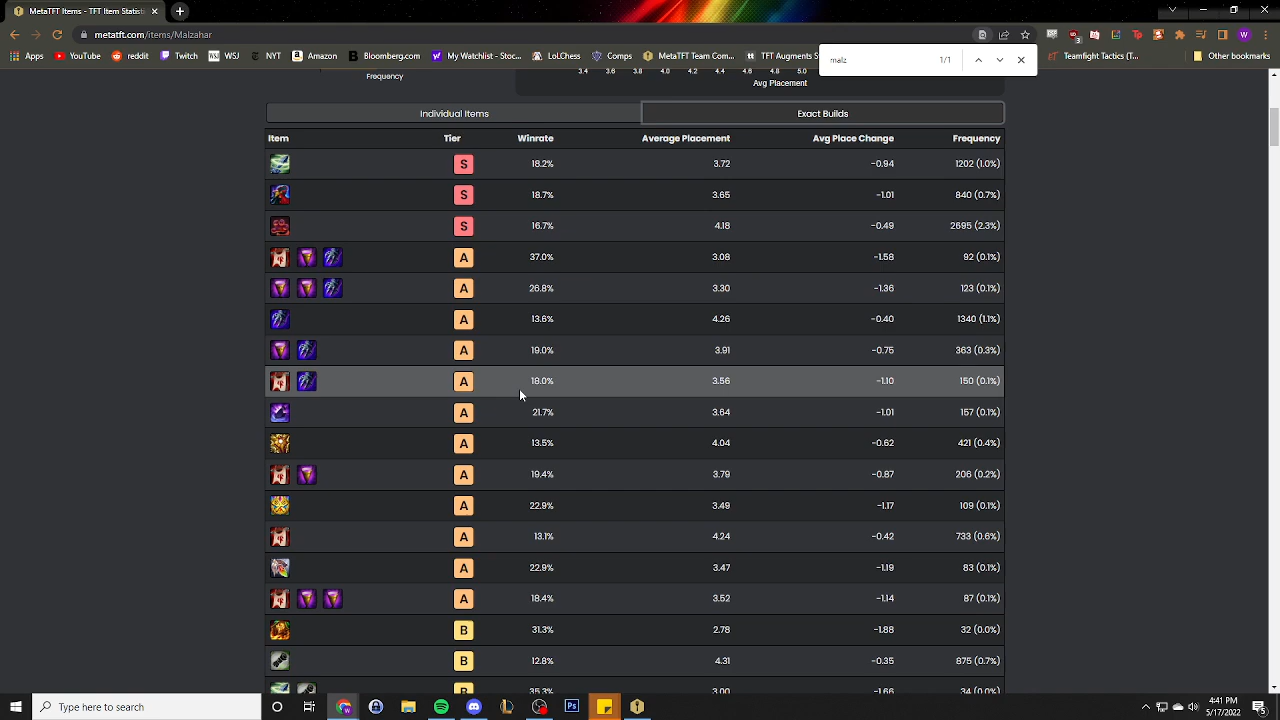 MetaTFT Items - TFT Item Statisti
metatft.com/items/Malzahar
Apps YouTube reddit Twitch WSJ NYT Amazon Bloomberg.com My Watchlist - Sto... LolChes Comps MetaTFT Team Com... TFT Augments S Teamfight Tactics (T... Other bookmarks
malz 1/1
Frequency
3.4 3.6 3.8 4.0 4.2 4.4 4.6 4.8 5.0
Avg Placement
Individual Items Exact Builds
Item Tier Winrate Average Placement Avg Place Change Frequency
S 18.2% 3.72 -0.94 1202 (1.0%)
S 18.7% 3.65 -1.01 840 (0.7%)
S 16.7% 4.18 -0.49 2695 (2.3%)
A 37.0% 3.08 -1.58 92 (0.1%)
A 26.8% 3.30 -1.36 123 (0.1%)
A 13.6% 4.26 -0.40 1340 (1.1%)
A 19.0% 3.91 -0.75 363 (0.3%)
A 18.0% 3.56 -1.10 150 (0.1%)
A 21.7% 3.64 -1.01 157 (0.1%)
A 13.5% 4.04 -0.62 421 (0.4%)
A 19.4% 3.79 -0.87 206 (0.2%)
A 22.9% 3.49 -1.17 109 (0.1%)
A 13.1% 4.24 -0.42 733 (0.6%)
A 22.9% 3.47 -1.19 83 (0.1%)
A 18.4% 3.52 -1.14 87 (0.1%)
B 31.3% 2.78 -1.88 32 (0.0%)
B 12.8% 4.31 -0.35 875 (0.7%)
B 35.3% 3.00 -1.66 34 (0.0%)
Type here to search
4:41 PM
5/17/2022